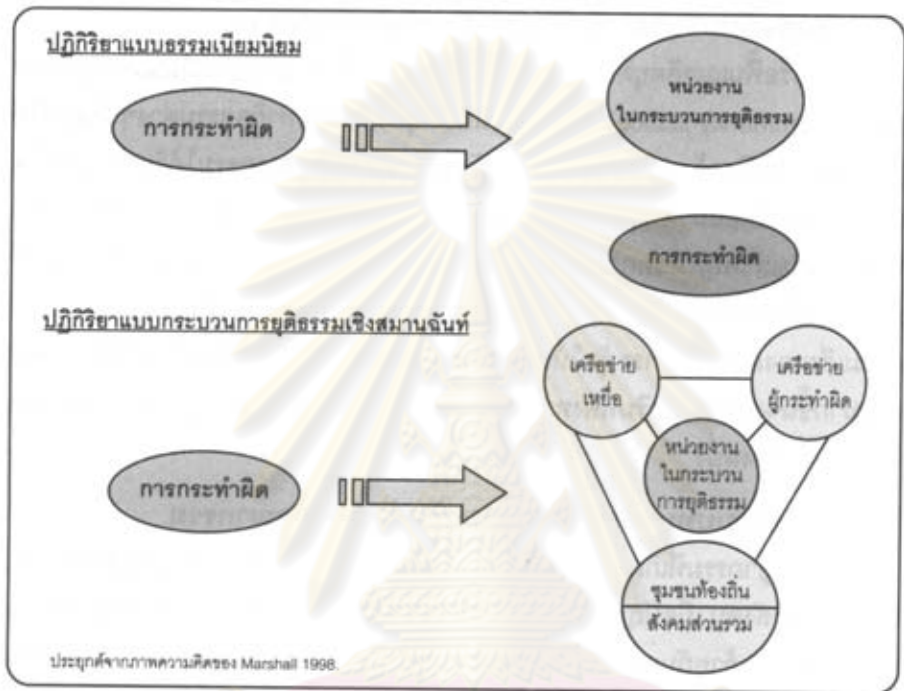 ปฏิกิริยาแบบธรรมเนียมนิยม
การกระทำผิด
หน่วยงาน
ในกระบวนการยุติธรรม
การกระทำผิด
ปฏิกิริยาแบบกระบวนการยุติธรรมเชิงสมานฉันท์
การกระทำผิด
เครือข่าย
เหยื่อ
เครือข่าย
ผู้กระทำผิด
หน่วยงาน
ในกระบวน
การยุติธรรม
ชุมชนท้องถิ่น
สังคมส่วนรวม
ประยุกต์จากภาพความคิดของ Marshall 1998.